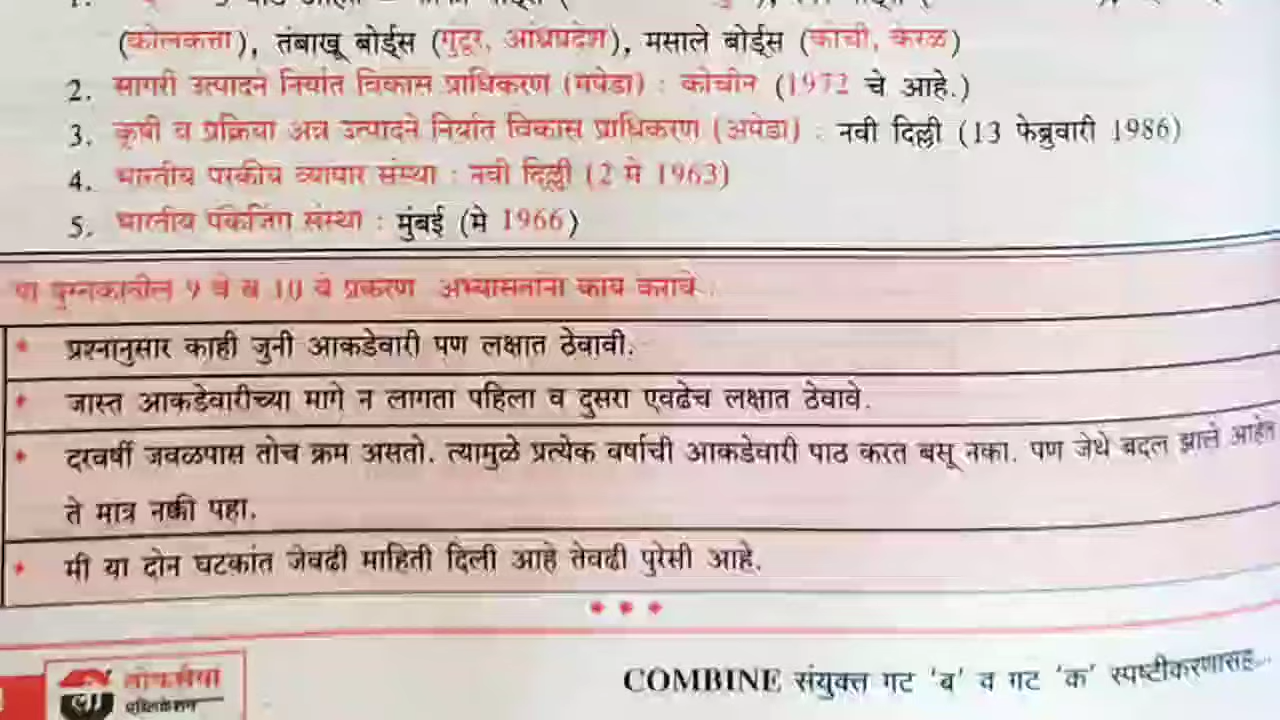 (कोलकत्ता), तंबाखू बोर्ड्स (गुंटूर, आंध्रप्रदेश), मसाले बोर्ड्स (कोची, केरळ)
2. सागरी उत्पादने निर्यात विकास प्राधिकरण (मपेडा) : कोचीन (1972 चे आहे.)
3. कृषी व प्रक्रिया अन्न उत्पादने निर्यात विकास प्राधिकरण (अपेडा) : नवी दिल्ली (13 फेब्रुवारी 1986)
4. भारतीय परकीय व्यापार संस्था : नवी दिल्ली (2 मे 1963)
5. भारतीय पॅकेजिंग संस्था : मुंबई (मे 1966)
या पुस्तकातील 9 वे व 10 वे प्रकरण अभ्यासताना काय करावे..
* प्रश्नानुसार काही जुनी आकडेवारी पण लक्षात ठेवावी.
* जास्त आकडेवारीच्या मागे न लागता पहिला व दुसरा एवढेच लक्षात ठेवावे.
* दरवर्षी जवळपास तोच क्रम असतो. त्यामुळे प्रत्येक वर्षाची आकडेवारी पाठ करत बसू नका. पण जेथे बदल झाले आहेत
ते मात्र नक्की पहा.
* मी या दोन घटकांत जेवढी माहिती दिली आहे तेवढी पुरेसी आहे.
लोकसेवा
पब्लिकेशन
COMBINE संयुक्त गट 'ब' व गट 'क' स्पष्टीकरणासह...